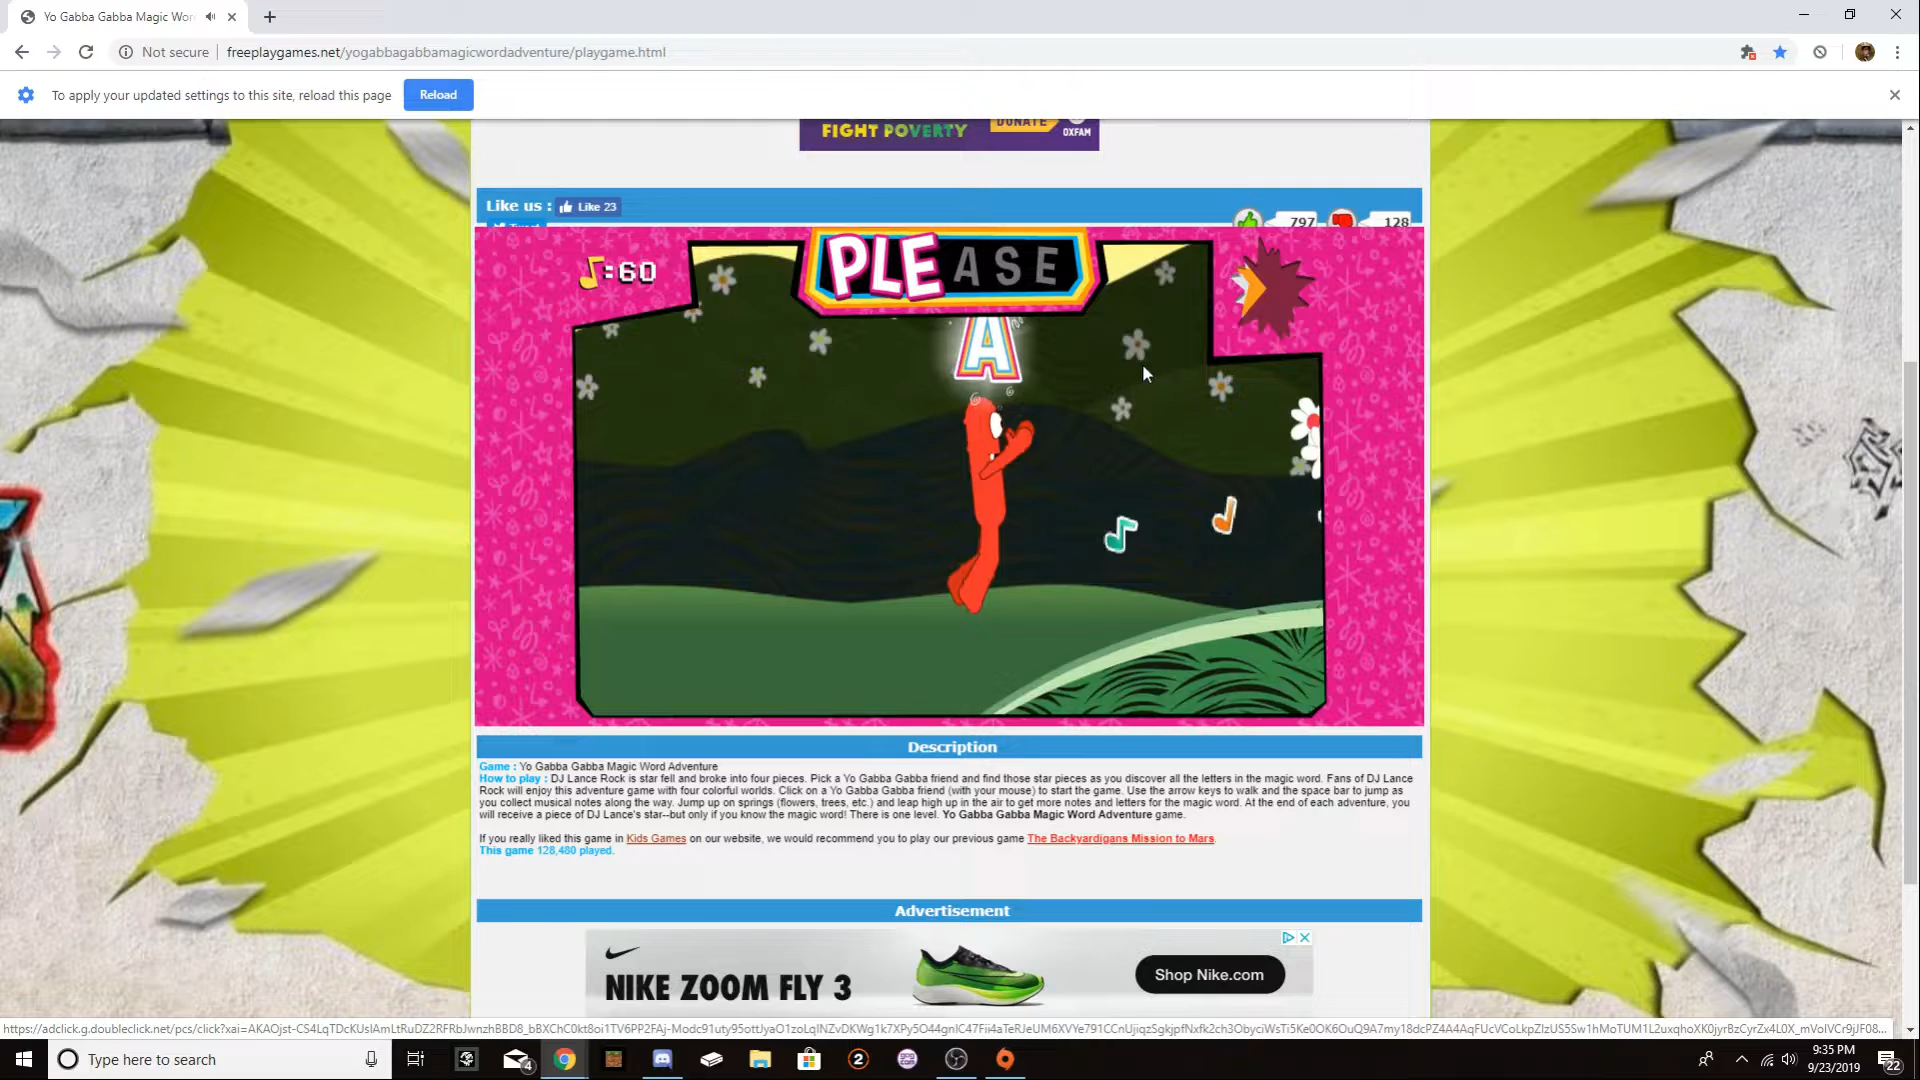 Yo Gabba Gabba Magic Wor
Not secure
freeplaygames.net/yogabbagabbamagicwordadventure/playgame.html
To apply your updated settings to this site, reload this page
Reload
FIGHT POVERTY
DONATE
OXFAM
Like us :
Like 23
797
128
:60
PLEASE
A
Description
Game : Yo Gabba Gabba Magic Word Adventure
How to play : DJ Lance Rock is star fell and broke into four pieces. Pick a Yo Gabba Gabba friend and find those star pieces as you discover all the letters in the magic word. Fans of DJ Lance
Rock will enjoy this adventure game with four colorful worlds. Click on a Yo Gabba Gabba friend (with your mouse) to start the game. Use the arrow keys to walk and the space bar to jump as
you collect musical notes along the way. Jump up on springs (flowers, trees, etc.) and leap high up in the air to get more notes and letters for the magic word. At the end of each adventure, you
will receive a piece of DJ Lance's star--but only if you know the magic word! There is one level. Yo Gabba Gabba Magic Word Adventure game.
If you really liked this game in Kids Games on our website, we would recommend you to play our previous game The Backyardigans Mission to Mars.
This game 128,480 played.
Advertisement
NIKE ZOOM FLY 3
Shop Nike.com
Type here to search
4
2
9:35 PM
9/23/2019
22